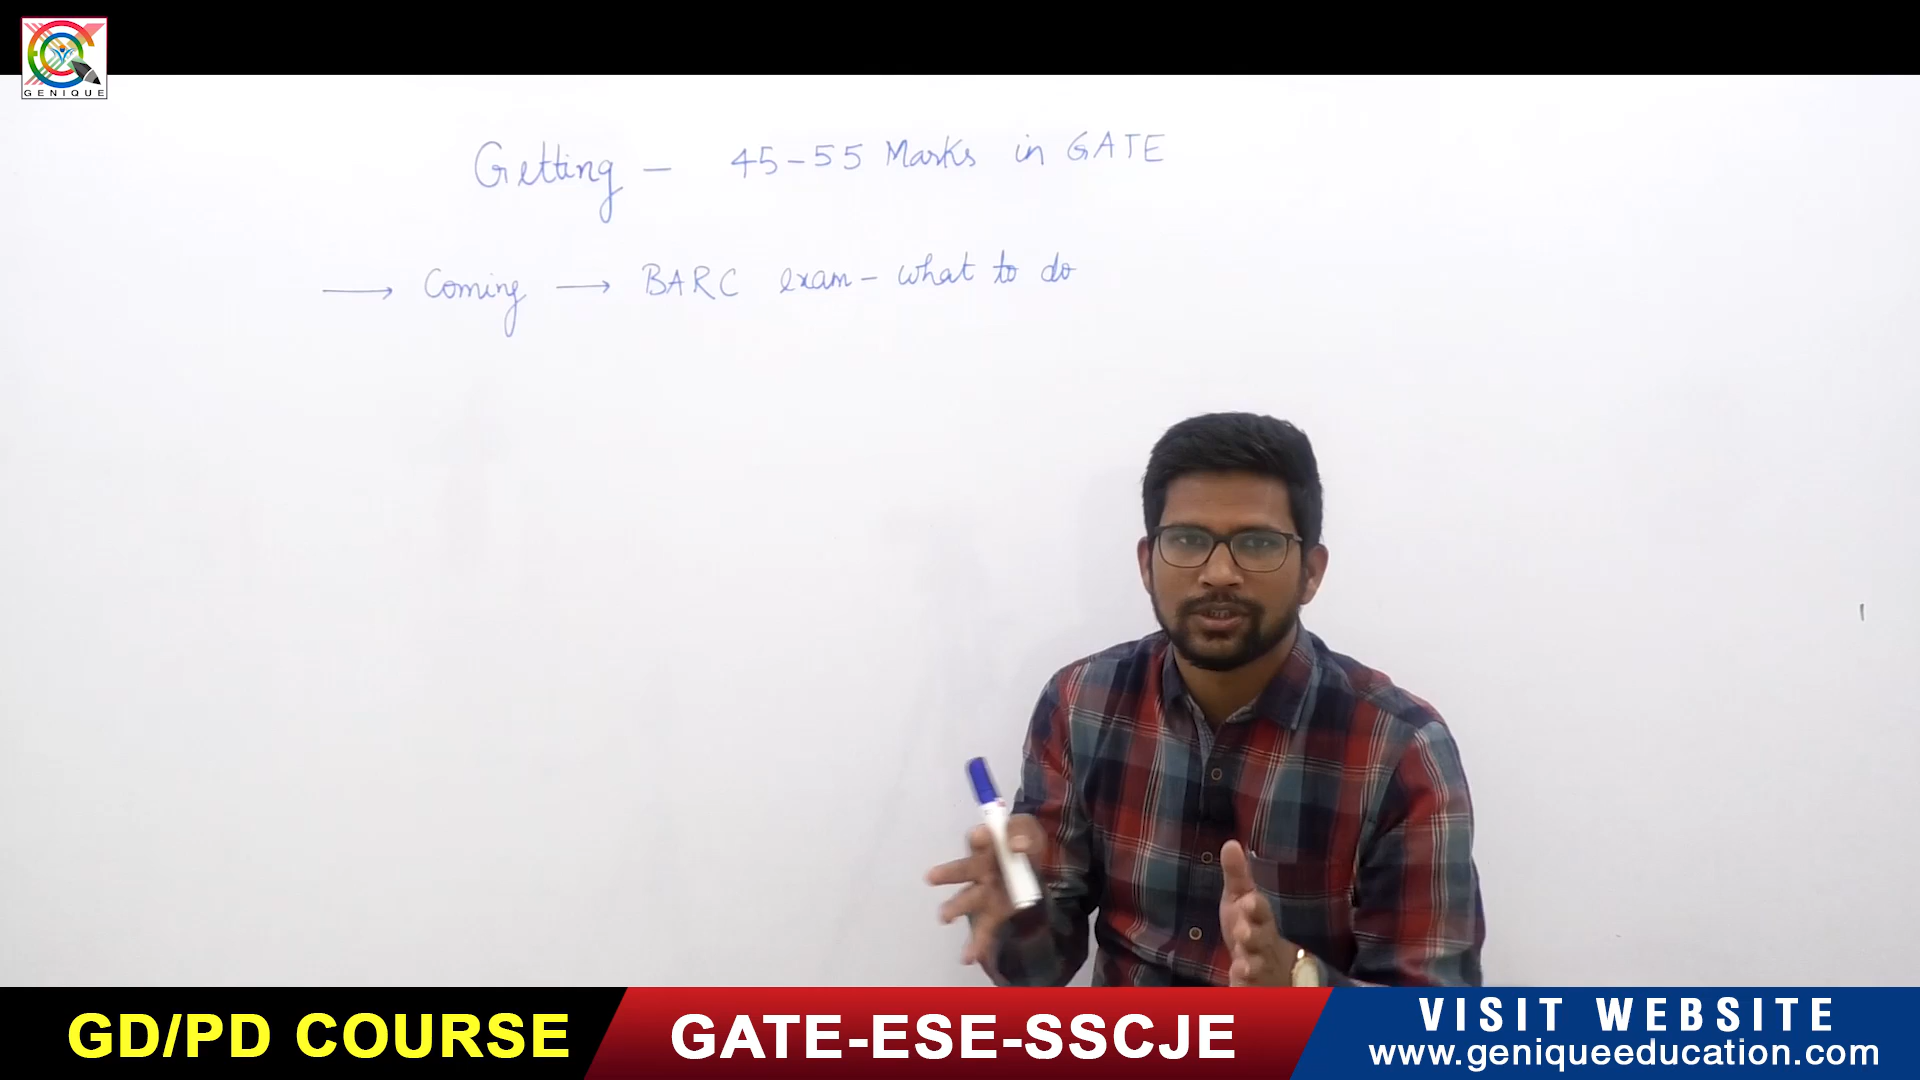 GENIQUE
Getting – 45-55 Marks in GATE
→ Coming → BARC exam – what to do
GD/PD COURSE
GATE-ESE-SSCJE
VISIT WEBSITE
www.geniqueeducation.com